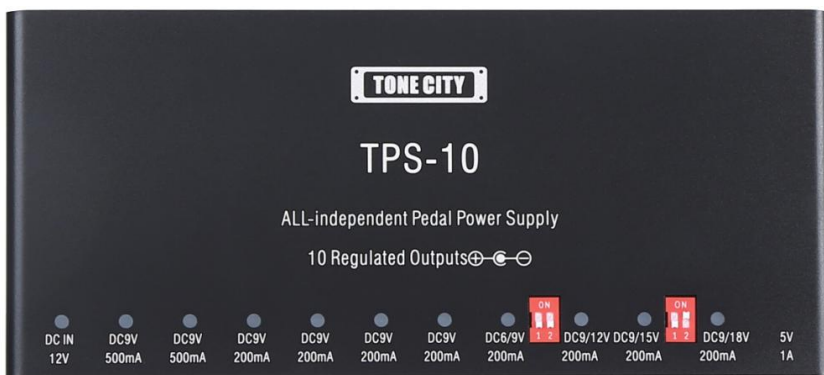 TONE CITY
TPS-10
ALL-independent Pedal Power Supply
10 Regulated Outputs
ON
ON
1 2
1 2
DC IN DC9V DC9V DC9V DC9V DC9V DC9V DC6/9V DC9/12V DC9/15V DC9/18V 5V
12V 500mA 500mA 200mA 200mA 200mA 200mA 200mA 200mA 200mA 200mA 1A